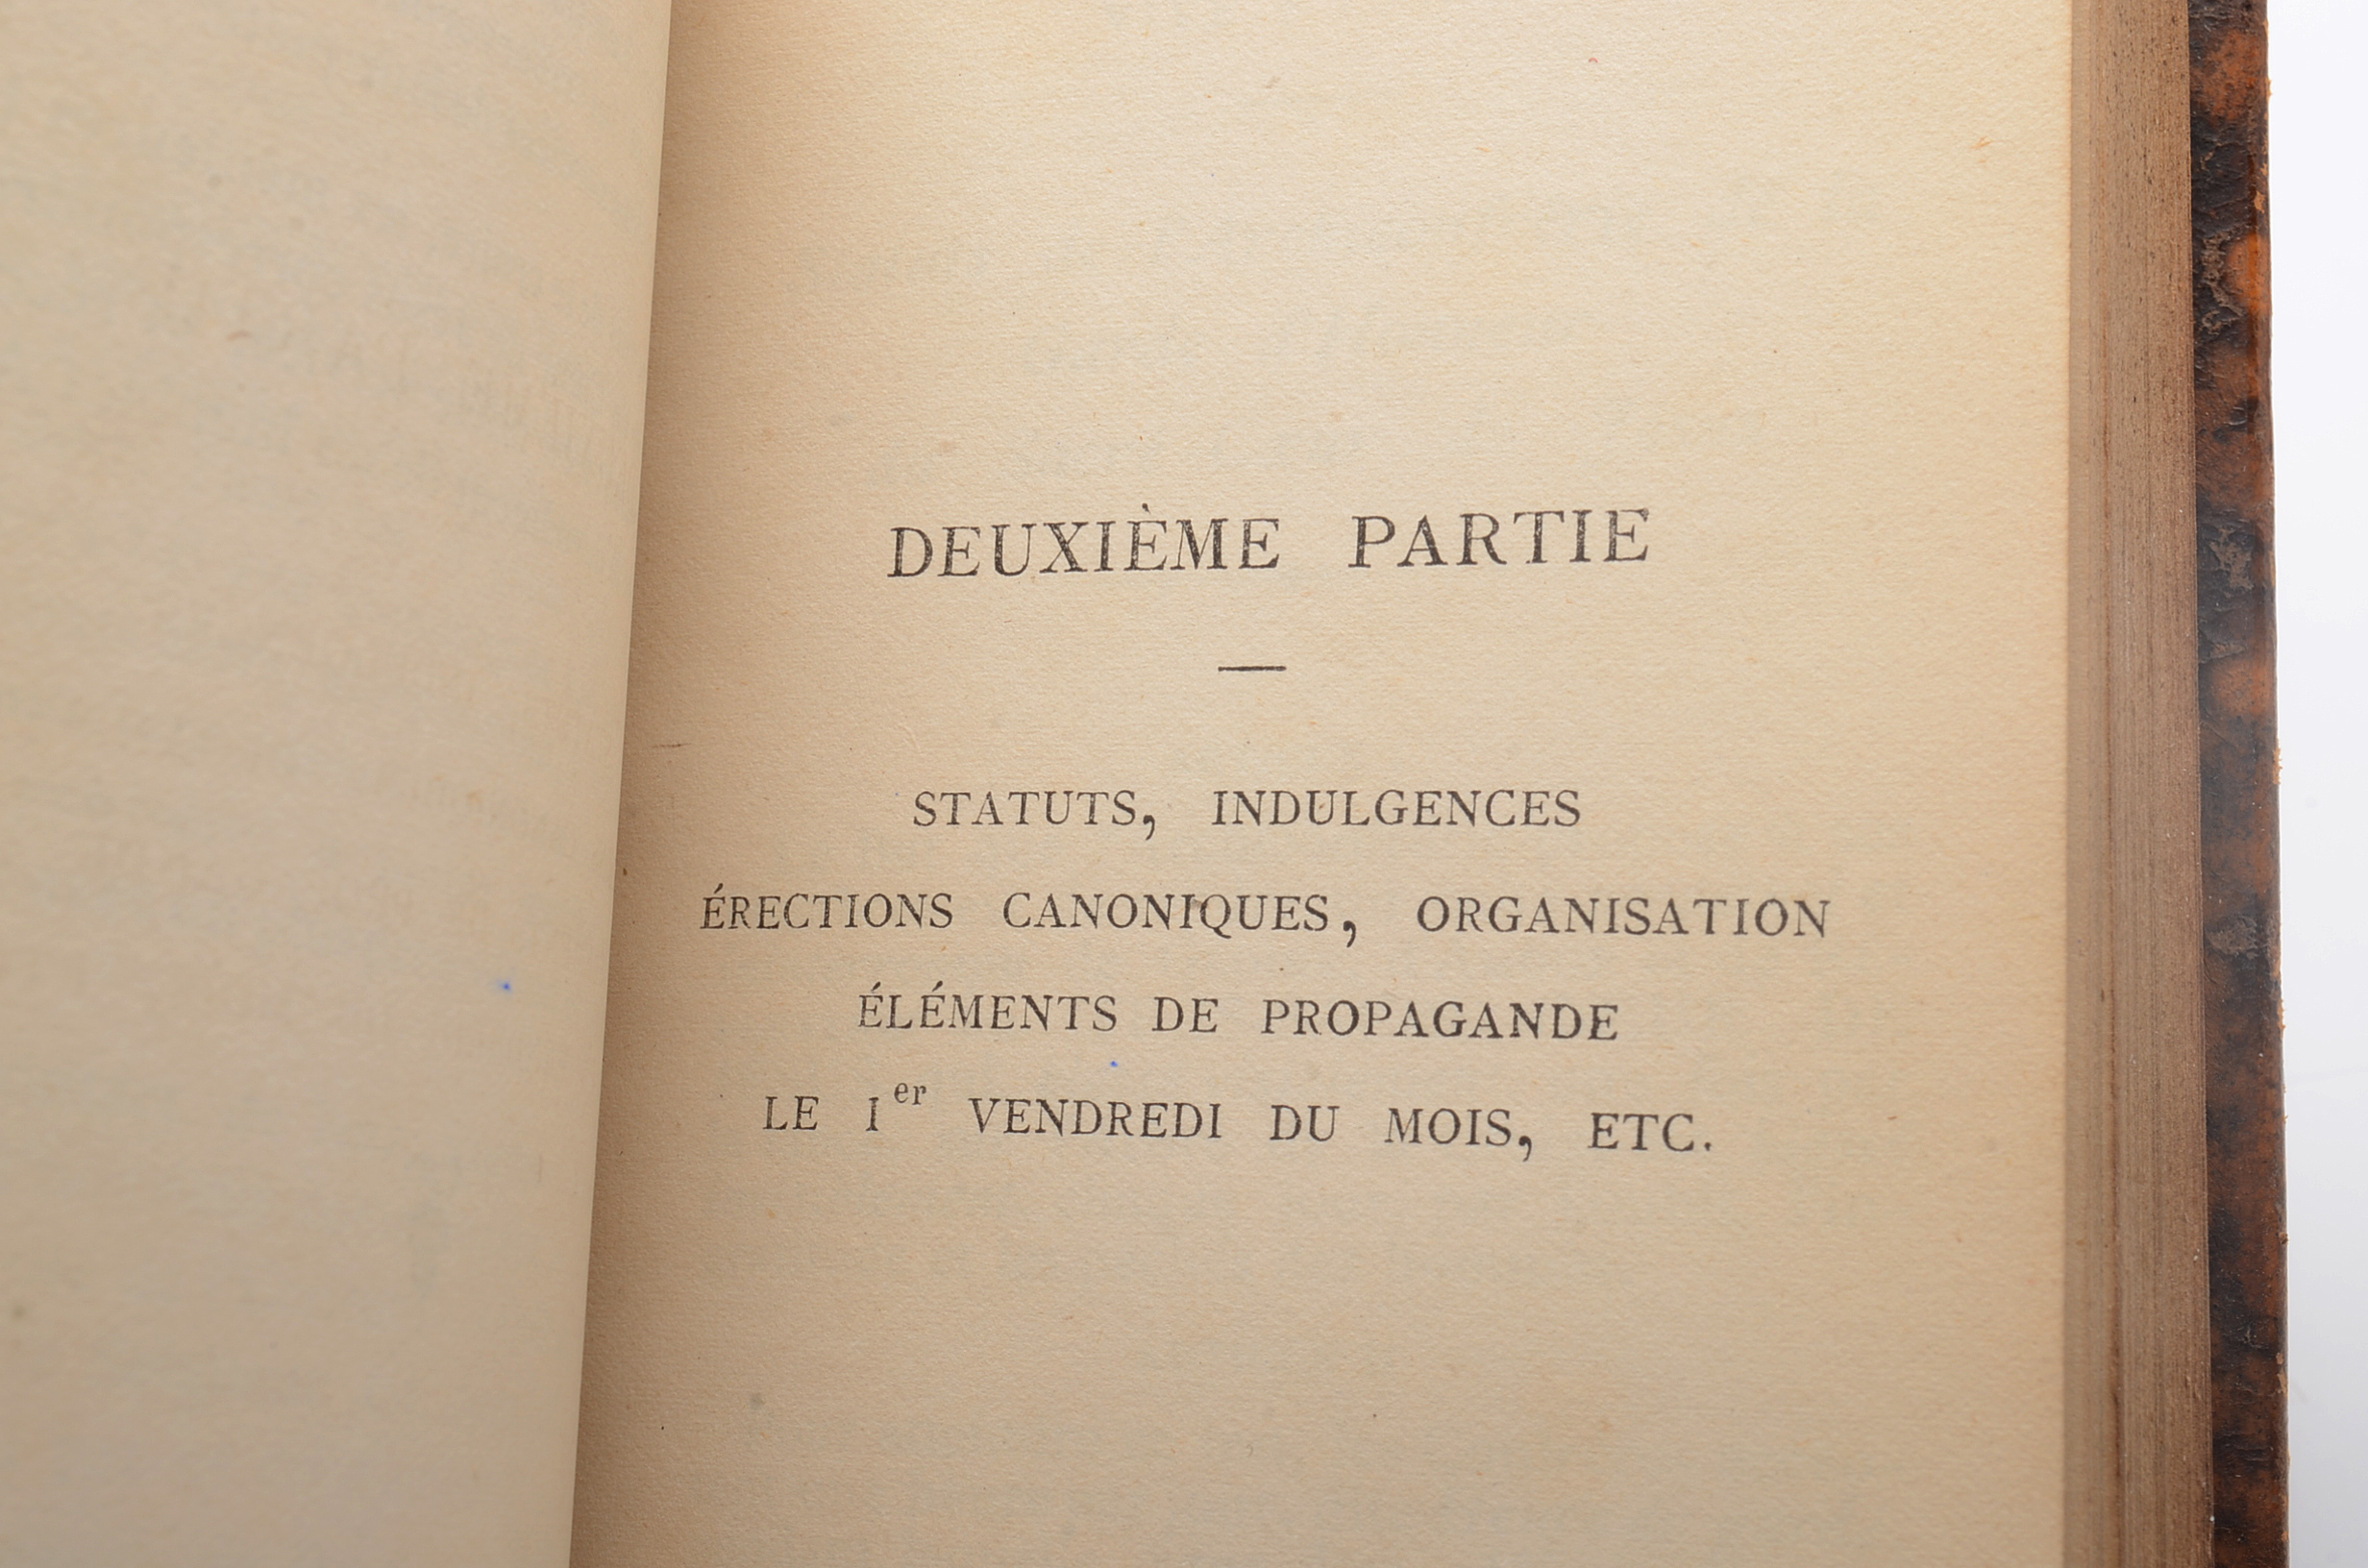 DEUXIÈME PARTIE
STATUTS, INDULGENCES
ÉRECTIONS CANONIQUES, ORGANISATION
ÉLÉMENTS DE PROPAGANDE
LE 1er VENDREDI DU MOIS, ETC.